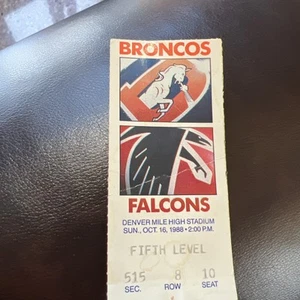 BRONCOS
FALCONS
DENVER MILE HIGH STADIUM
SUN., OCT. 16, 1988 • 2:00 P.M.
FIFTH LEVEL
515 8 10
SEC. ROW SEAT